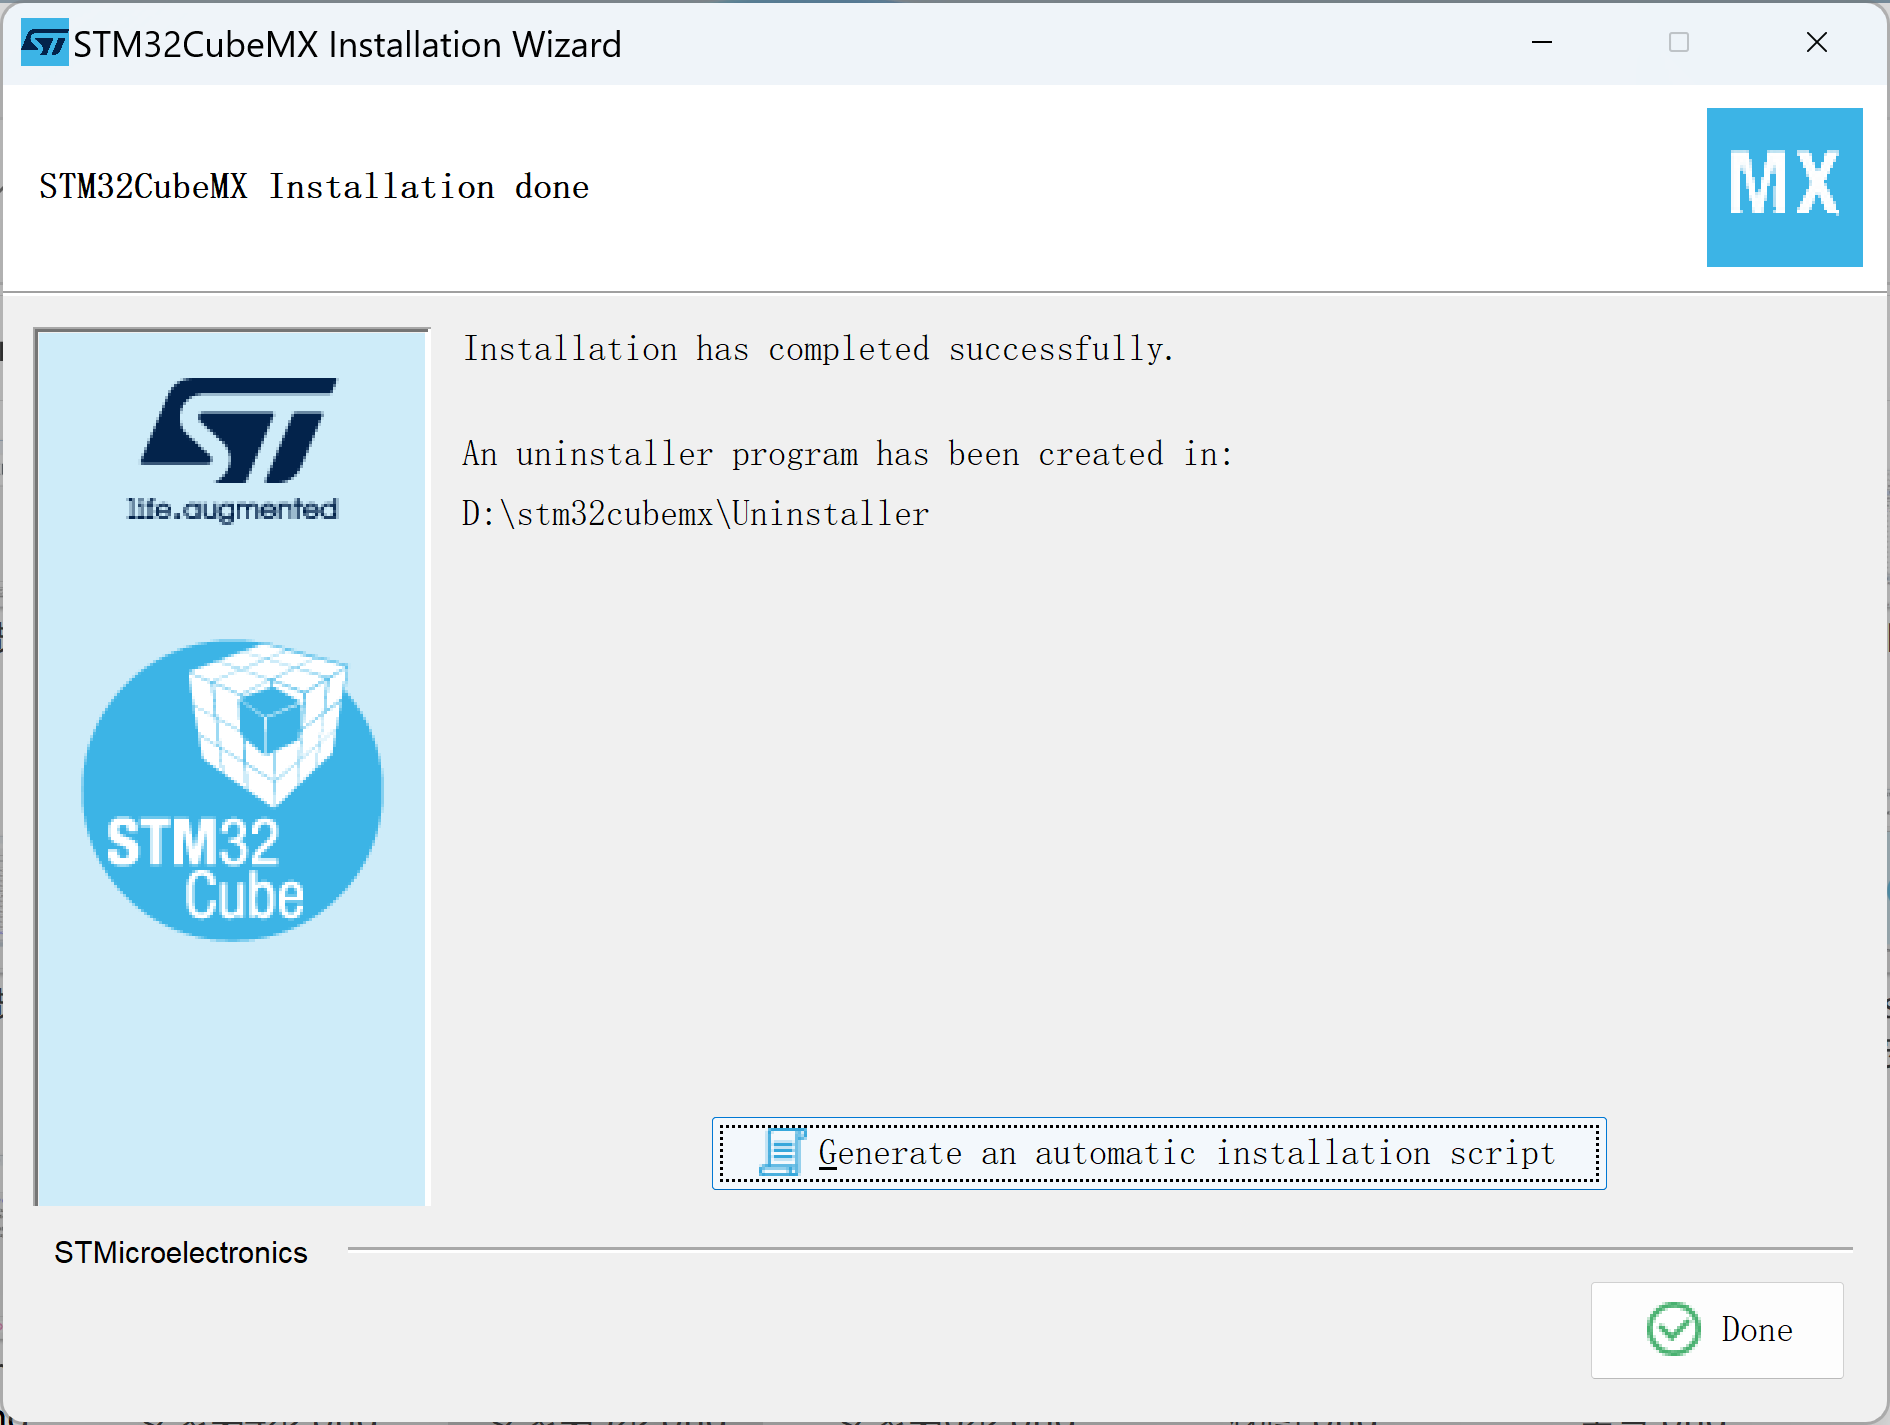 STM32CubeMX Installation Wizard
STM32CubeMX Installation done
MX
Installation has completed successfully.
An uninstaller program has been created in:
D:\stm32cubemx\Uninstaller
ST
life.augmented
STM32
Cube
Generate an automatic installation script
STMicroelectronics
Done